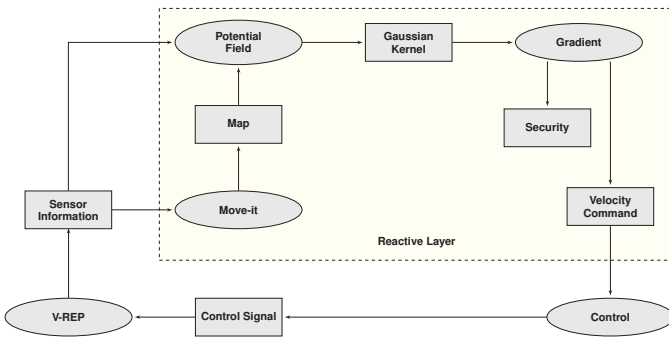 Potential
Field
Gaussian
Kernel
Gradient
Map
Security
Sensor
Information
Move-it
Velocity
Command
Reactive Layer
V-REP
Control Signal
Control